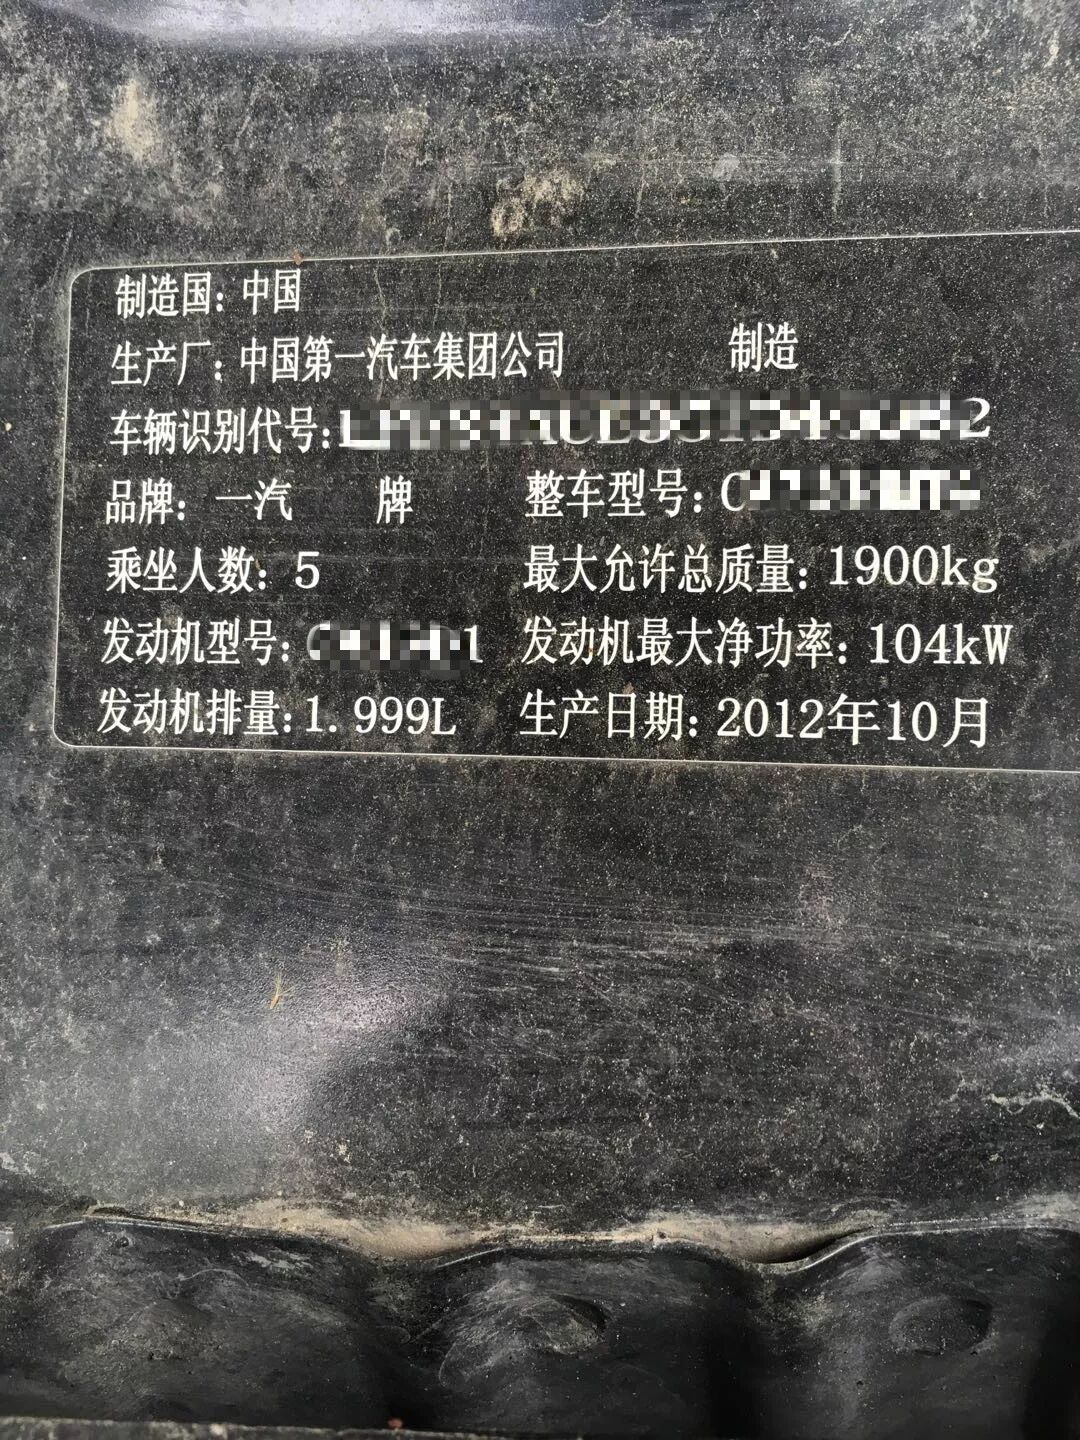 制造国：中国
生产厂：中国第一汽车集团公司 制造
车辆识别代号：
品牌：一汽 牌 整车型号：
乘坐人数：5 最大允许总质量：1900kg
发动机型号： 发动机最大净功率：104kW
发动机排量：1.999L 生产日期：2012年10月